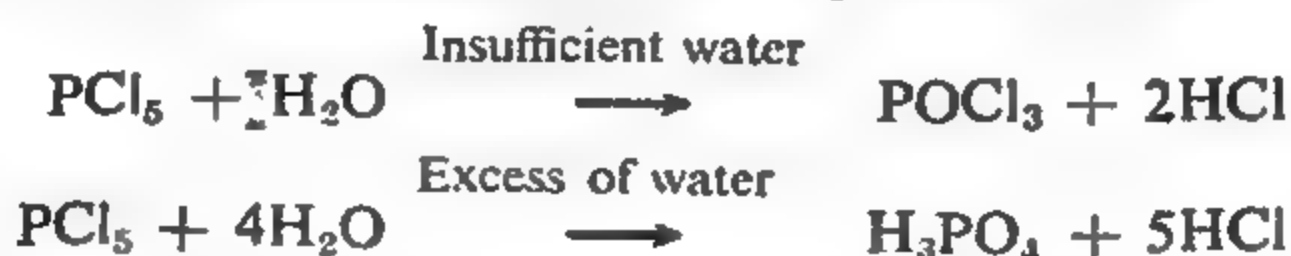 Insufficient water
PCl₅ + H₂O ⟶ POCl₃ + 2HCl
Excess of water
PCl₅ + 4H₂O ⟶ H₃PO₄ + 5HCl